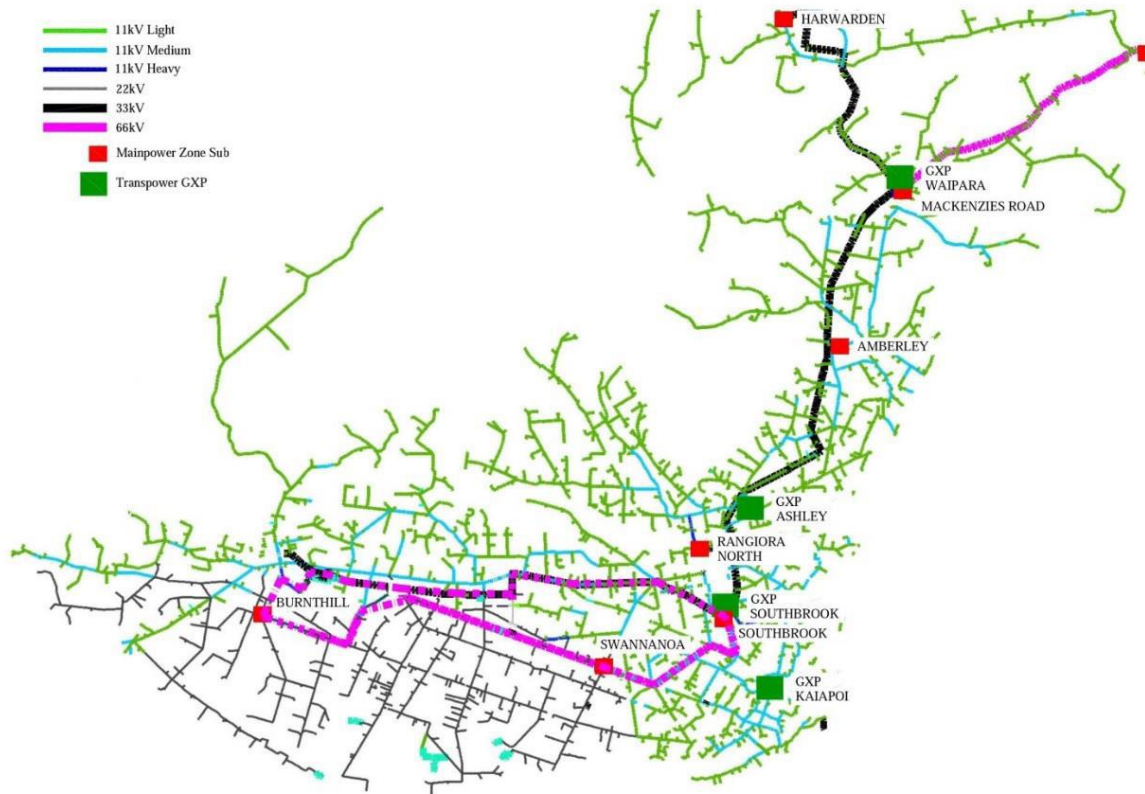 11kV Light
11kV Medium
11kV Heavy
22kV
33kV
66kV
Mainpower Zone Sub
Transpower GXP
HARWARDEN
GXP
WAIPARA
MACKENZIES ROAD
AMBERLEY
GXP
ASHLEY
RANGIORA
NORTH
BURNTHILL
GXP
SOUTHBROOK
SOUTHBROOK
SWANNANOA
GXP
KAIAPOI